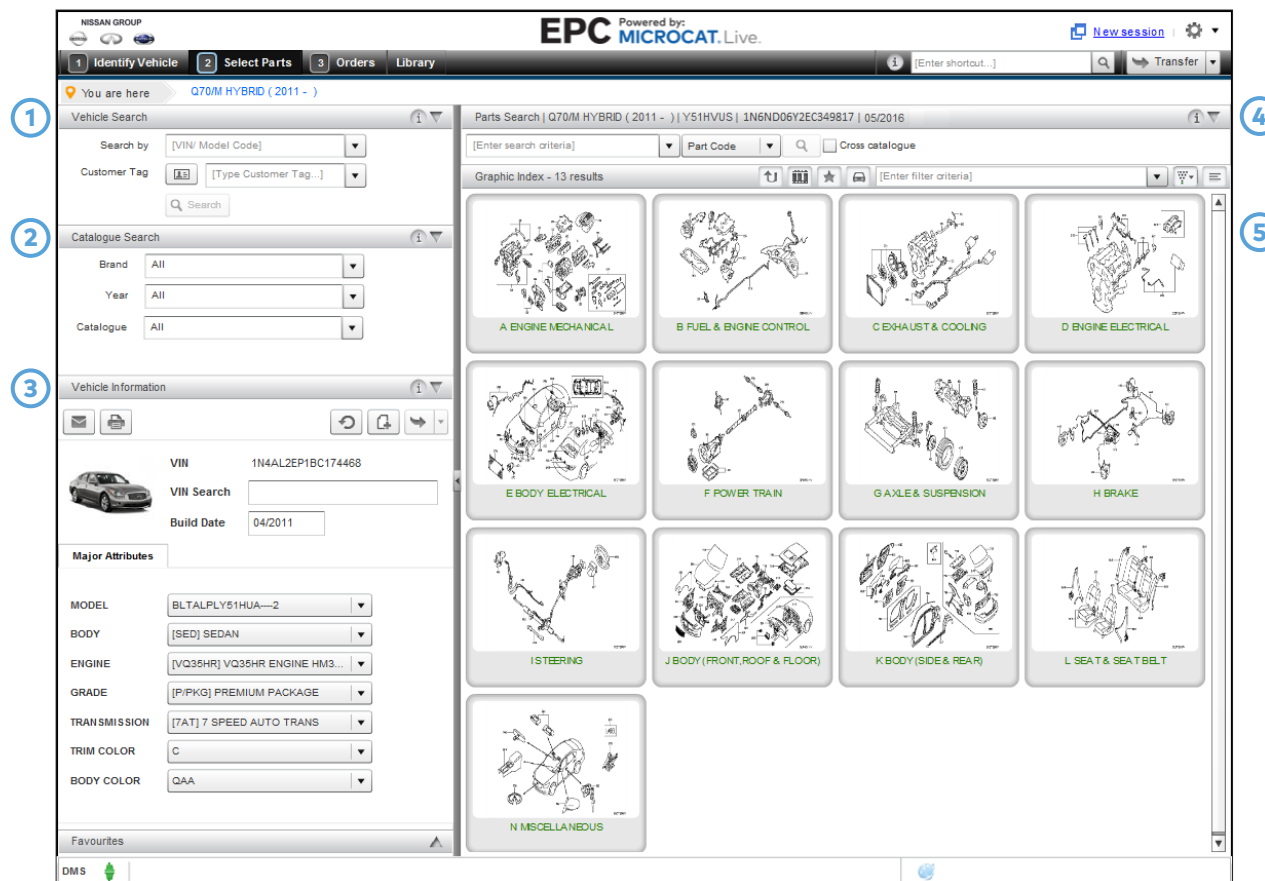 NISSAN GROUP
EPC Powered by: MICROCAT.Live.
New session
1 Identify Vehicle 2 Select Parts 3 Orders Library
[Enter shortcut...] Transfer
You are here Q70/M HYBRID ( 2011 - )
1
Vehicle Search
Search by [VIN/ Model Code]
Customer Tag [Type Customer Tag...]
Search
2
Catalogue Search
Brand All
Year All
Catalogue All
3
Vehicle Information
VIN 1N4AL2EP1BC174468
VIN Search
Build Date 04/2011
Major Attributes
MODEL BLTALPLY51HUA----2
BODY [SED] SEDAN
ENGINE [VQ35HR] VQ35HR ENGINE HM3...
GRADE [P/PKG] PREMIUM PACKAGE
TRANSMISSION [7AT] 7 SPEED AUTO TRANS
TRIM COLOR C
BODY COLOR QAA
Favourites
DMS
4
Parts Search | Q70/M HYBRID ( 2011 - ) | Y51HVUS | 1N6ND06Y2EC349817 | 05/2016
[Enter search criteria] Part Code Cross catalogue
5
Graphic Index - 13 results [Enter filter criteria]
A ENGINE MECHANICAL
B FUEL & ENGINE CONTROL
C EXHAUST & COOLING
D ENGINE ELECTRICAL
E BODY ELECTRICAL
F POWER TRAIN
G AXLE & SUSPENSION
H BRAKE
I STEERING
J BODY (FRONT,ROOF & FLOOR)
K BODY (SIDE & REAR)
L SEAT & SEAT BELT
N MISCELLANEOUS